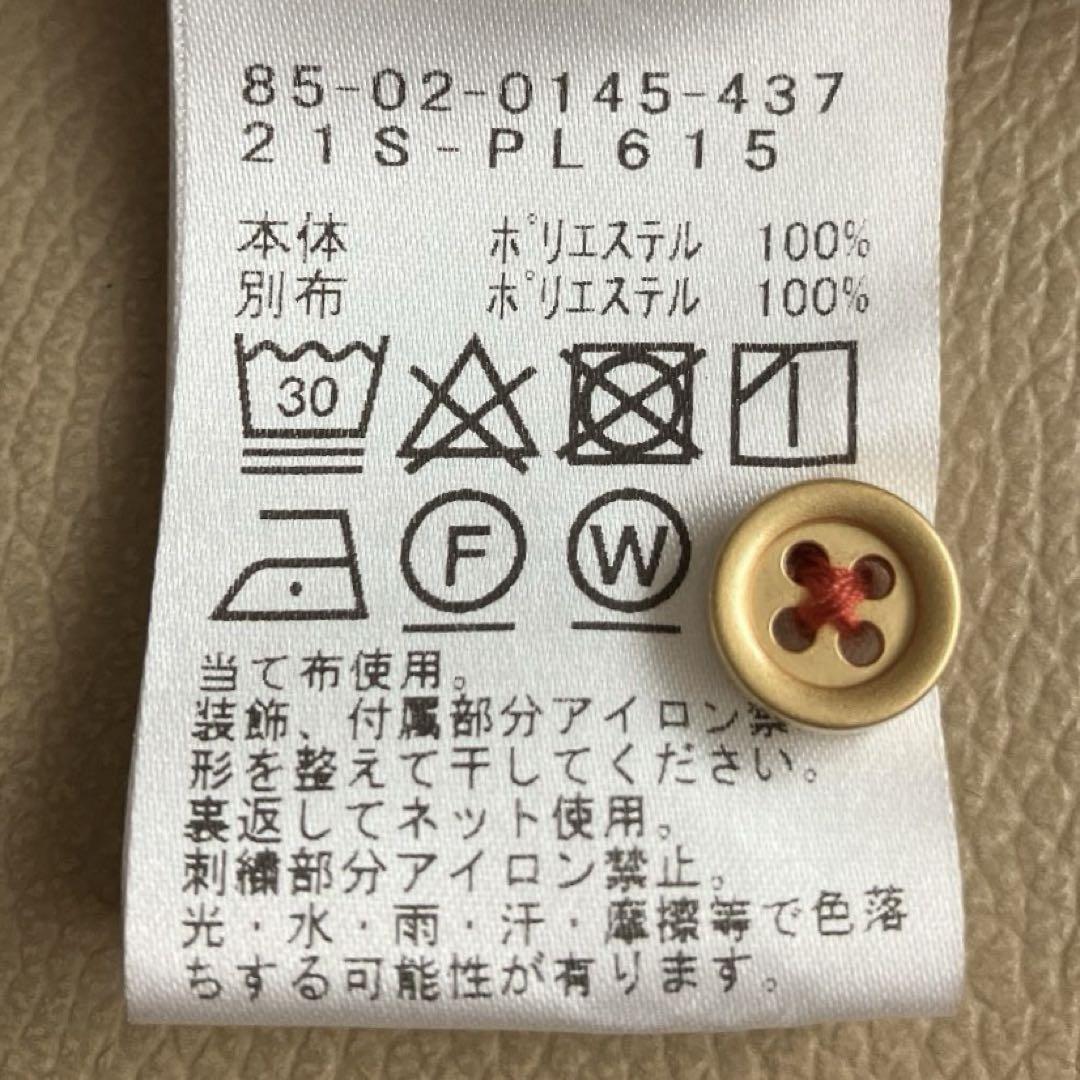 85-02-0145-437
21S-PL615
本体 ポリエステル 100%
別布 ポリエステル 100%
30
F W
当て布使用。
装飾、付属部分アイロン禁
形を整えて干してください。
裏返してネット使用。
刺繍部分アイロン禁止。
光・水・雨・汗・摩擦等で色落
ちする可能性が有ります。